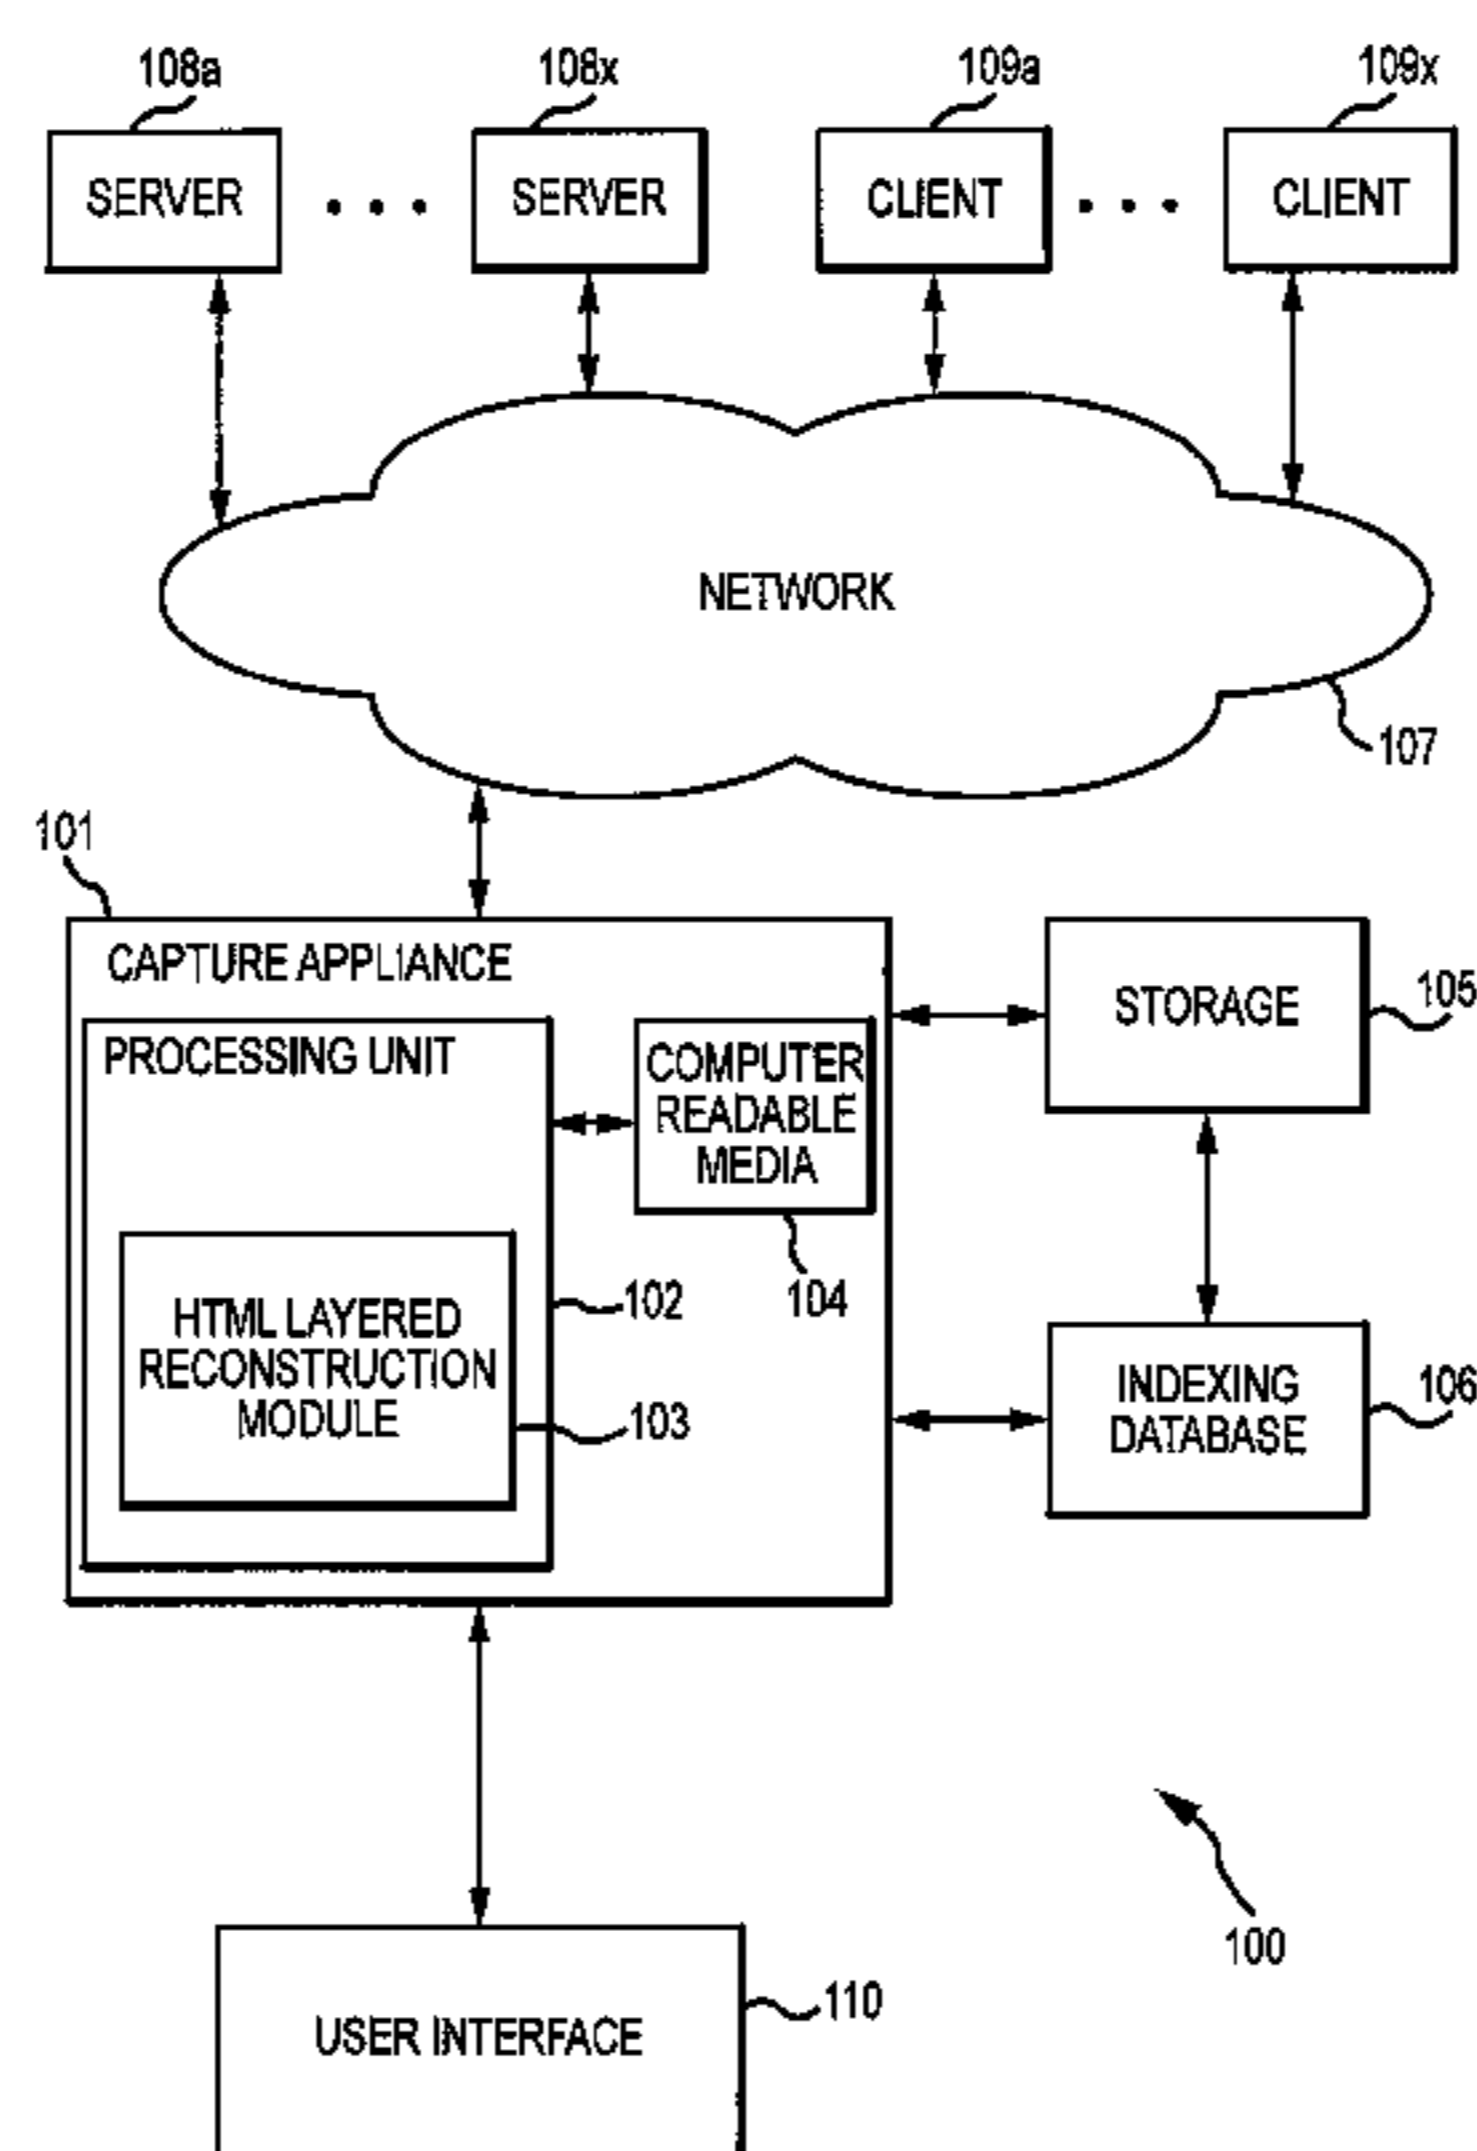 108a
108x
109a
109x
SERVER
SERVER
CLIENT
CLIENT
NETWORK
107
101
CAPTURE APPLIANCE
PROCESSING UNIT
COMPUTER
READABLE
MEDIA
104
STORAGE
105
HTML LAYERED
RECONSTRUCTION
MODULE
102
103
INDEXING
DATABASE
106
100
USER INTERFACE
110